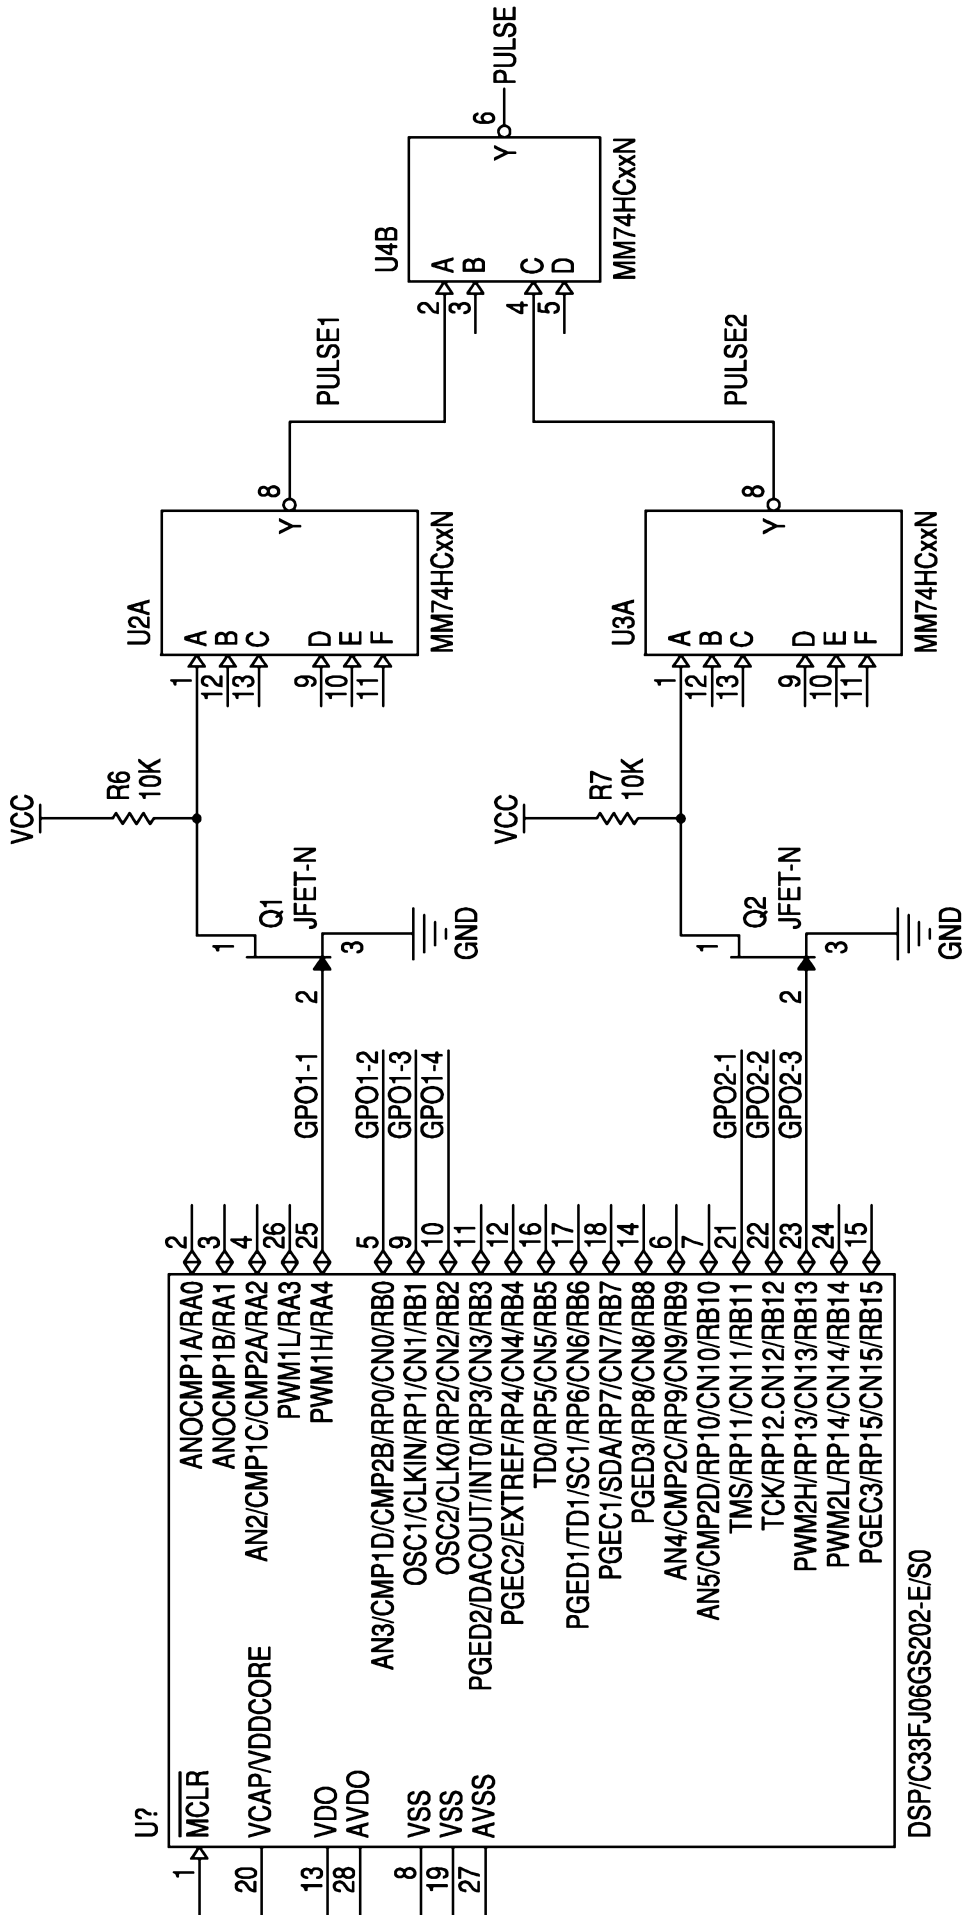 U?
1
MCLR
20
VCAP/VDDCORE
13
VDO
28
AVDO
8
VSS
19
VSS
27
AVSS
DSP/C33FJ06GS202-E/S0
ANOCMP1A/RA0
2
ANOCMP1B/RA1
3
AN2/CMP1C/CMP2A/RA2
4
PWM1L/RA3
26
PWM1H/RA4
25
AN3/CMP1D/CMP2B/RP0/CN0/RB0
5
OSC1/CLKIN/RP1/CN1/RB1
9
OSC2/CLK0/RP2/CN2/RB2
10
PGED2/DACOUT/INT0/RP3/CN3/RB3
11
PGEC2/EXTREF/RP4/CN4/RB4
12
TD0/RP5/CN5/RB5
16
PGED1/TD1/SC1/RP6/CN6/RB6
17
PGEC1/SDA/RP7/CN7/RB7
18
PGED3/RP8/CN8/RB8
14
AN4/CMP2C/RP9/CN9/RB9
6
AN5/CMP2D/RP10/CN10/RB10
7
TMS/RP11/CN11/RB11
21
TCK/RP12.CN12/RB12
22
PWM2H/RP13/CN13/RB13
23
PWM2L/RP14/CN14/RB14
24
PGEC3/RP15/CN15/RB15
15
GPO1-1
GPO1-2
GPO1-3
GPO1-4
GPO2-1
GPO2-2
GPO2-3
2
1
3
Q1
JFET-N
GND
VCC
R6
10K
2
1
3
Q2
JFET-N
GND
VCC
R7
10K
U2A
1
A
12
B
13
C
9
D
10
E
11
F
Y
8
MM74HCxxN
U3A
1
A
12
B
13
C
9
D
10
E
11
F
Y
8
MM74HCxxN
PULSE1
PULSE2
U4B
2
A
3
B
4
C
5
D
Y
6
MM74HCxxN
PULSE